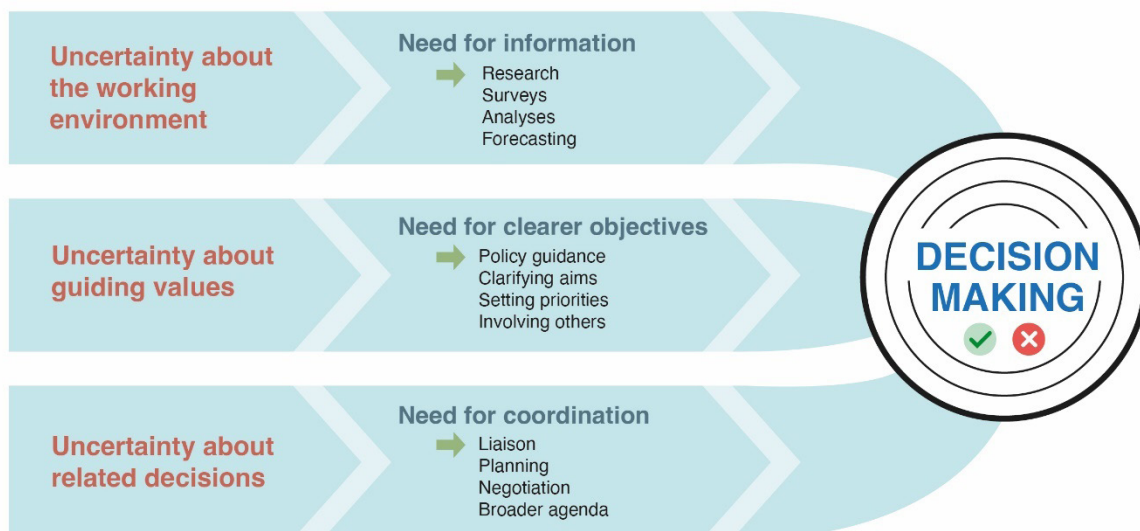 Uncertainty about
the working
environment
Need for information
Research
Surveys
Analyses
Forecasting
Uncertainty about
guiding values
Need for clearer objectives
Policy guidance
Clarifying aims
Setting priorities
Involving others
Uncertainty about
related decisions
Need for coordination
Liaison
Planning
Negotiation
Broader agenda
DECISION
MAKING